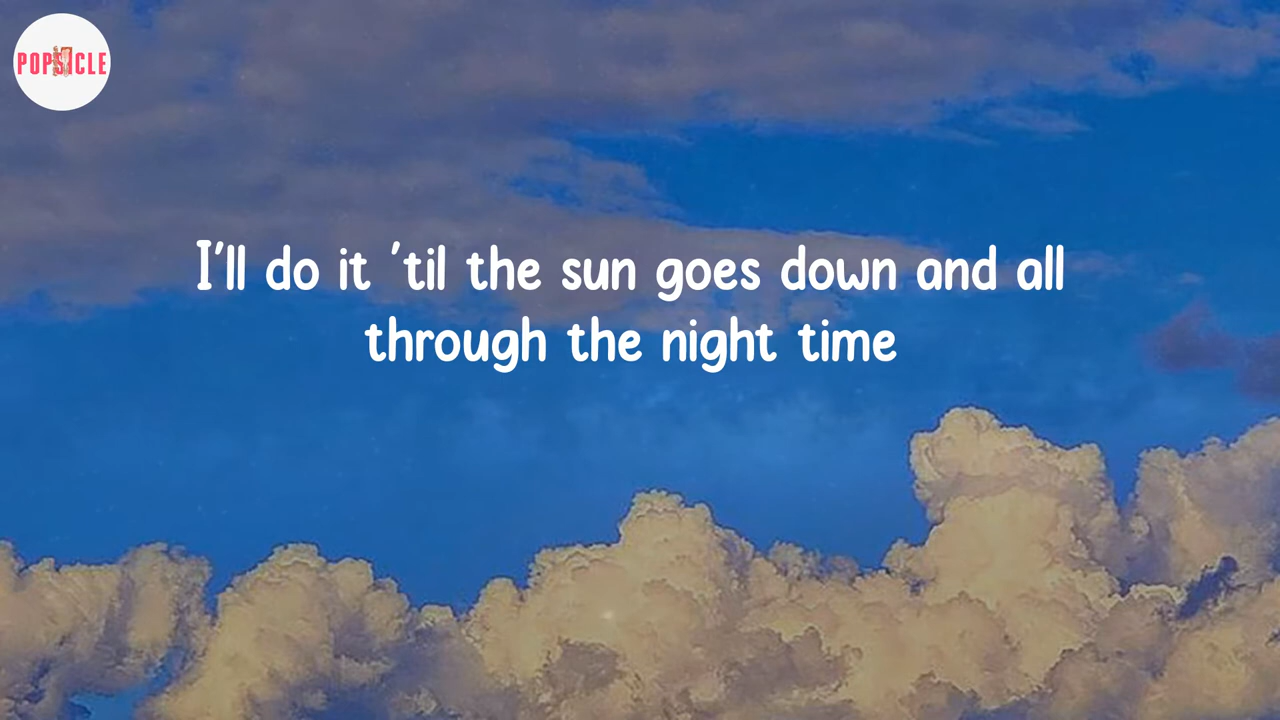 POPSICLE
I'll do it 'til the sun goes down and all
through the night time